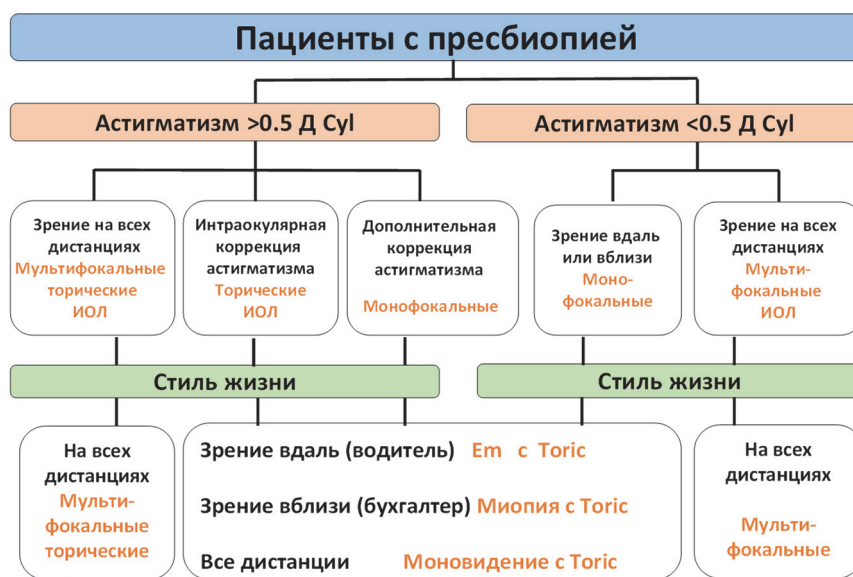 Пациенты с пресбиопией
Астигматизм >0.5 Д Cyl
Астигматизм <0.5 Д Cyl
Зрение на всех
дистанциях
Мультифокальные
торические
ИОЛ
Интраокулярная
коррекция
астигматизма
Торические
ИОЛ
Дополнительная
коррекция
астигматизма
Монофокальные
Зрение вдаль
или вблизи
Моно-
фокальные
Зрение на всех
дистанциях
Мульти-
фокальные
ИОЛ
Стиль жизни
Стиль жизни
На всех
дистанциях
Мульти-
фокальные
торические
Зрение вдаль (водитель) Em с Toric
Зрение вблизи (бухгалтер) Миопия с Toric
Все дистанции Моновидение с Toric
На всех
дистанциях
Мульти-
фокальные